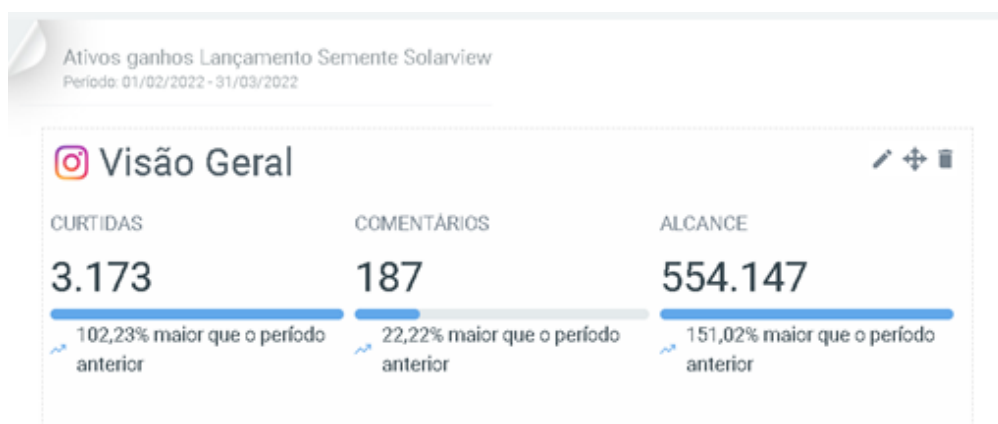 Ativos ganhos Lançamento Semente Solarview
Período: 01/02/2022 - 31/03/2022
Visão Geral
CURTIDAS COMENTÁRIOS ALCANCE
3.173 187 554.147
102,23% maior que o período 22,22% maior que o período 151,02% maior que o período
anterior anterior anterior